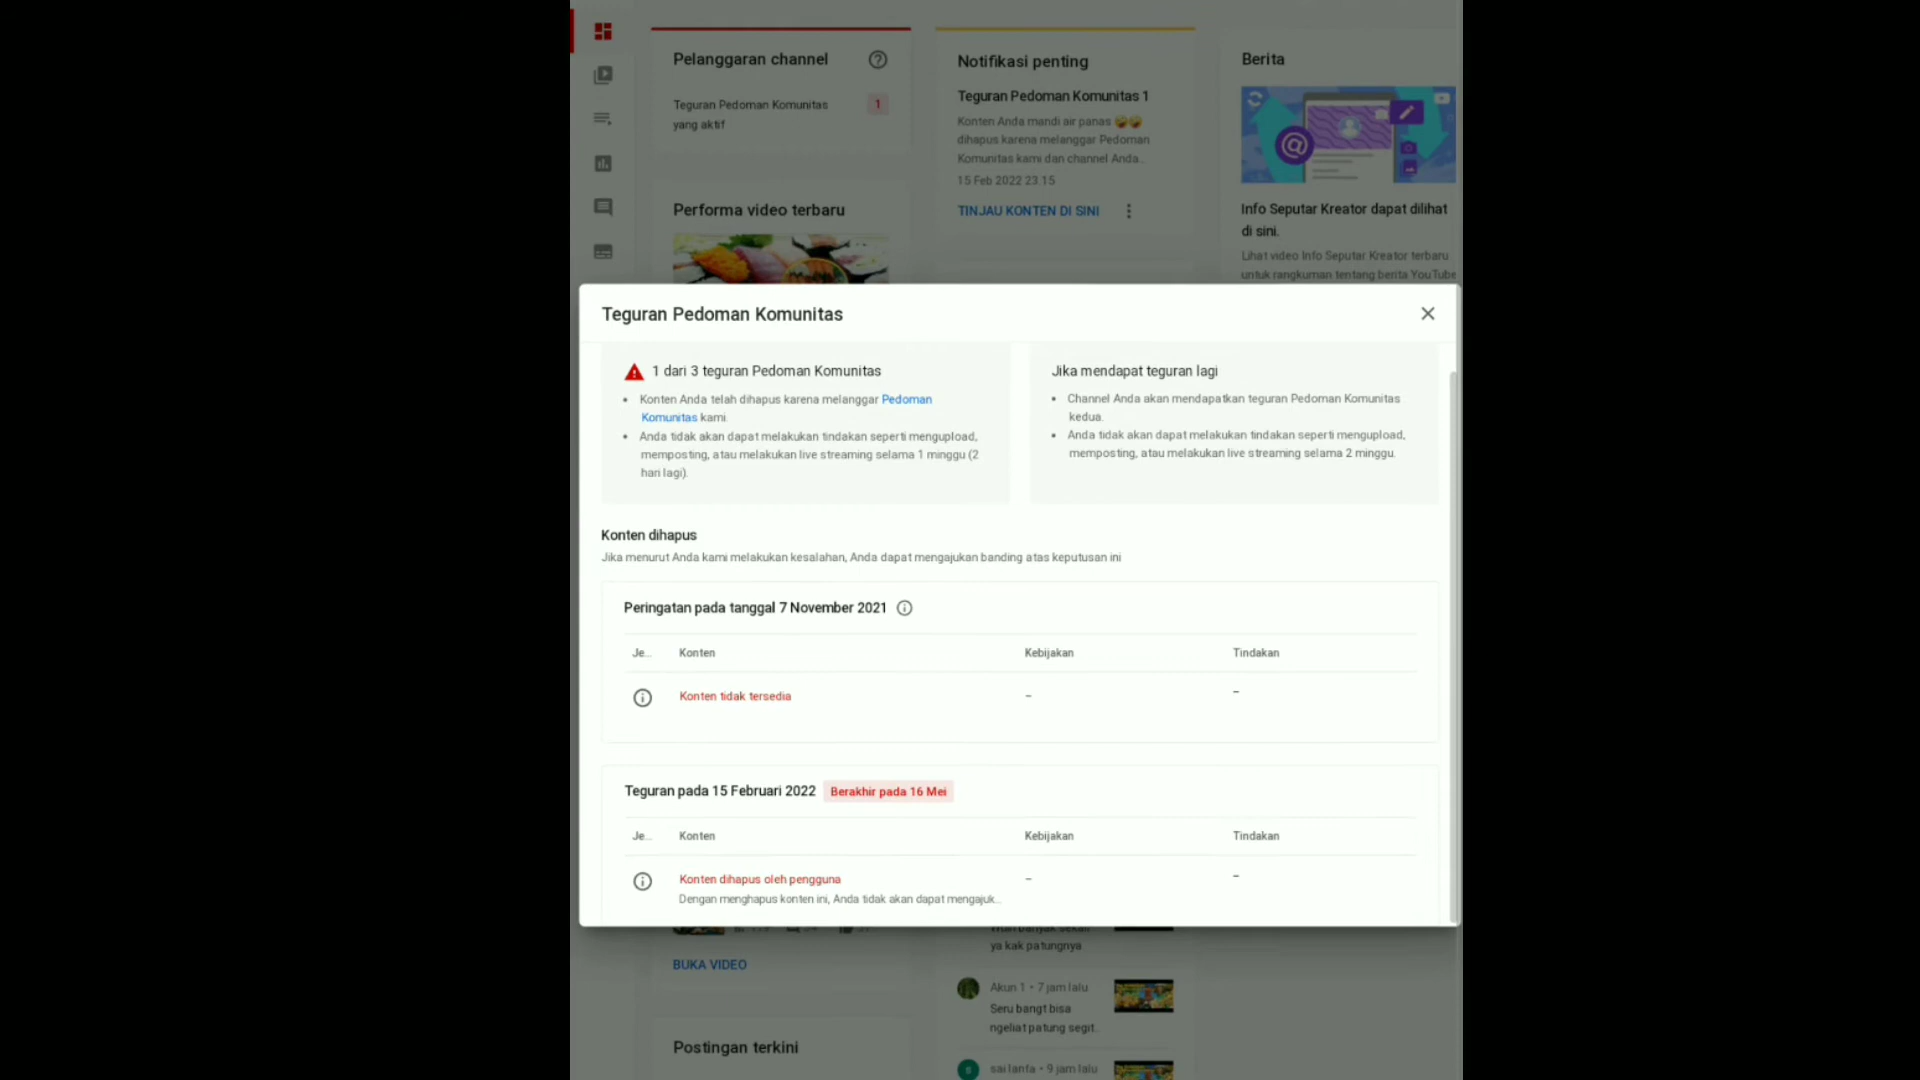 Pelanggaran channel
Teguran Pedoman Komunitas
yang aktif
1
Performa video terbaru
Notifikasi penting
Teguran Pedoman Komunitas 1
Konten Anda mandi air panas 🤣🤣
dihapus karena melanggar Pedoman
Komunitas kami dan channel Anda..
15 Feb 2022 23.15
TINJAU KONTEN DI SINI
Berita
Info Seputar Kreator dapat dilihat
di sini.
Lihat video Info Seputar Kreator terbaru
untuk rangkuman tentang berita YouTube
Teguran Pedoman Komunitas
1 dari 3 teguran Pedoman Komunitas
• Konten Anda telah dihapus karena melanggar Pedoman
Komunitas kami.
• Anda tidak akan dapat melakukan tindakan seperti mengupload,
memposting, atau melakukan live streaming selama 1 minggu (2
hari lagi).
Jika mendapat teguran lagi
• Channel Anda akan mendapatkan teguran Pedoman Komunitas
kedua.
• Anda tidak akan dapat melakukan tindakan seperti mengupload,
memposting, atau melakukan live streaming selama 2 minggu.
Konten dihapus
Jika menurut Anda kami melakukan kesalahan, Anda dapat mengajukan banding atas keputusan ini
Peringatan pada tanggal 7 November 2021
Je... Konten Kebijakan Tindakan
Konten tidak tersedia – –
Teguran pada 15 Februari 2022 Berakhir pada 16 Mei
Je... Konten Kebijakan Tindakan
Konten dihapus oleh pengguna – –
Dengan menghapus konten ini, Anda tidak akan dapat mengajuk...
BUKA VIDEO
Postingan terkini
ya kak patungnya
Akun 1 • 7 jam lalu
Seru bangt bisa
ngeliat patung segit..
sai lanta • 9 jam lalu